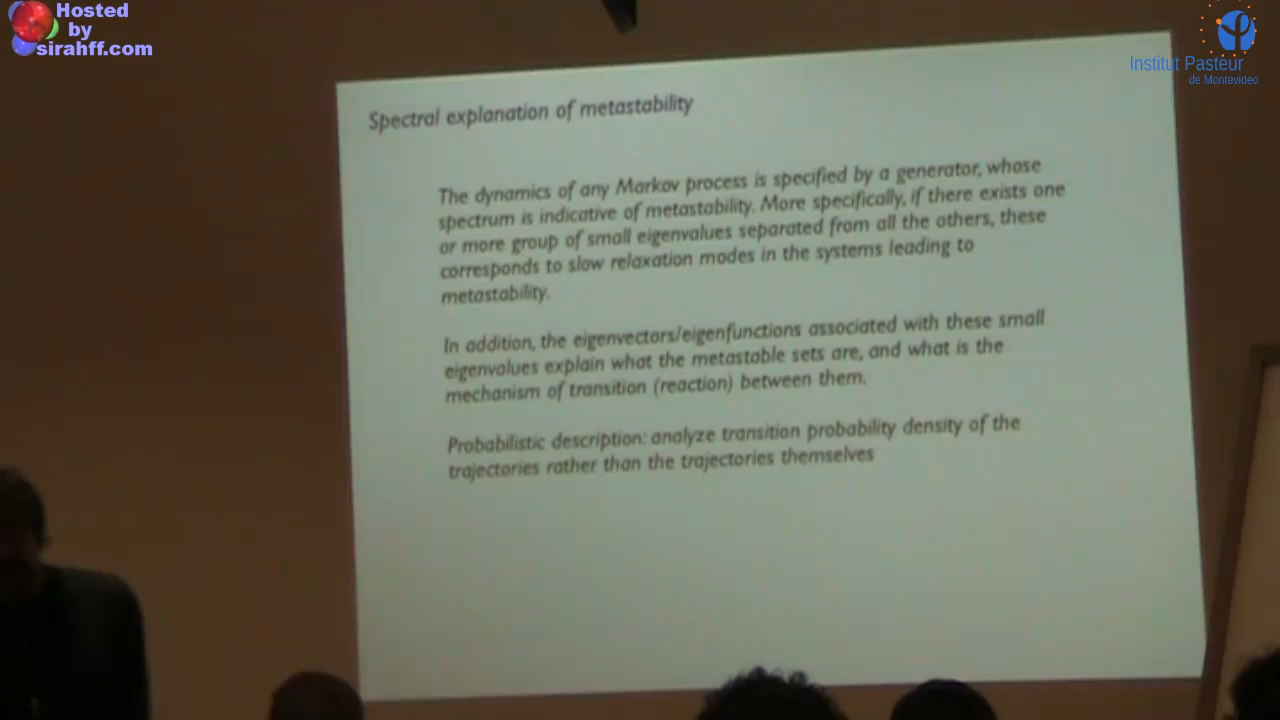 Hosted
by
sirahff.com
Institut Pasteur
de Montevideo
Spectral explanation of metastability
The dynamics of any Markov process is specified by a generator, whose
spectrum is indicative of metastability. More specifically, if there exists one
or more group of small eigenvalues separated from all the others, these
corresponds to slow relaxation modes in the systems leading to
metastability.
In addition, the eigenvectors/eigenfunctions associated with these small
eigenvalues explain what the metastable sets are, and what is the
mechanism of transition (reaction) between them.
Probabilistic description: analyze transition probability density of the
trajectories rather than the trajectories themselves